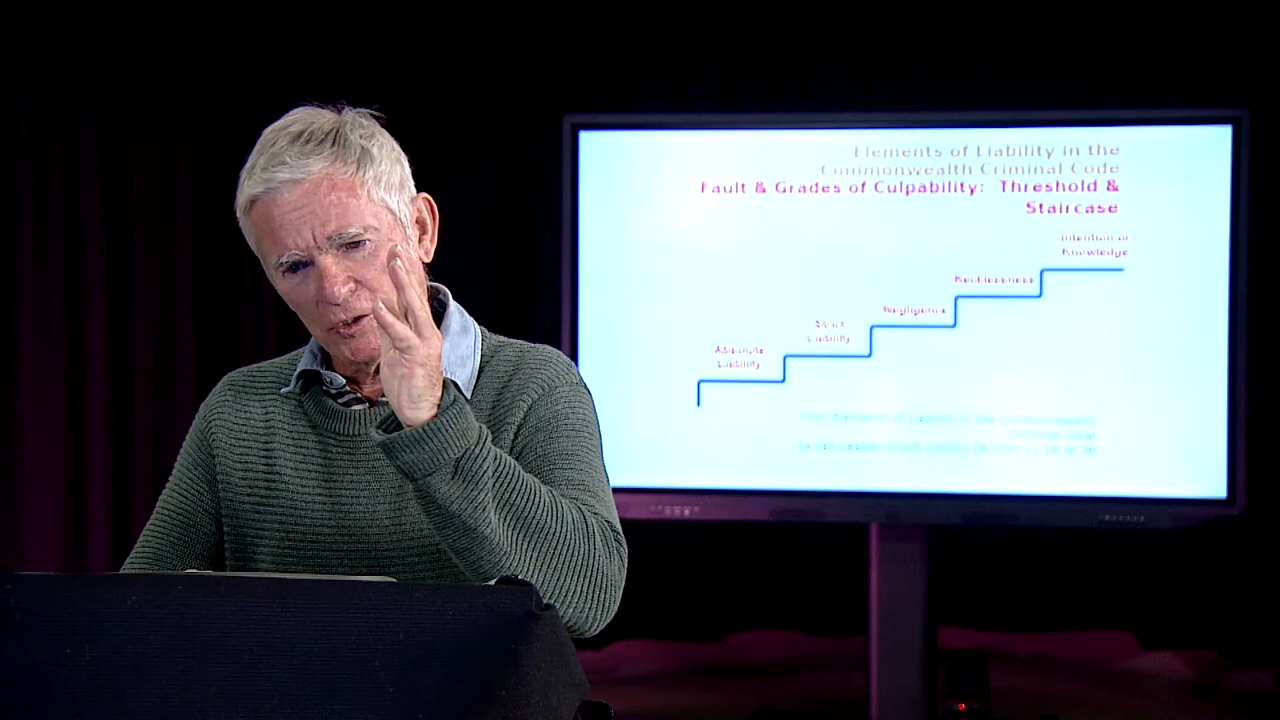 Elements of Liability in the
Commonwealth Criminal Code
Fault & Grades of Culpability: Threshold &
Staircase
Intention or
Knowledge
Recklessness
Negligence
Strict
Liability
Absolute
Liability